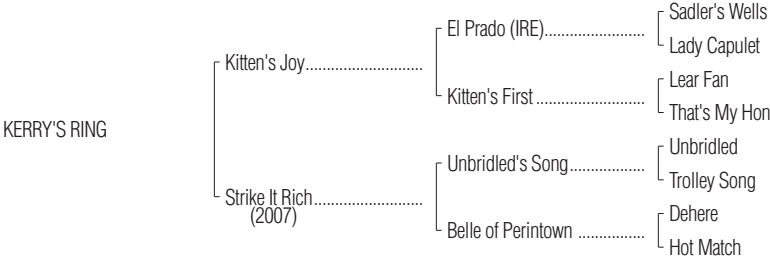 Sadler's Wells
El Prado (IRE)........................
Lady Capulet
Kitten's Joy............................
Lear Fan
Kitten's First ..........................
That's My Hon
KERRY'S RING
Unbridled
Unbridled's Song..................
Trolley Song
Strike It Rich..........................
(2007)
Dehere
Belle of Perintown ................
Hot Match